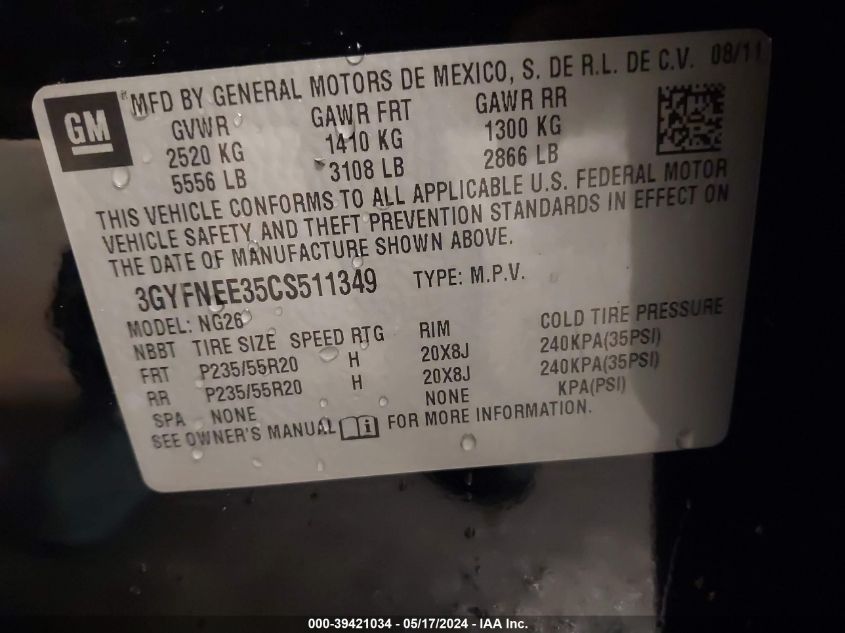 GM
MFD BY GENERAL MOTORS DE MEXICO, S. DE R.L. DE C.V. 08/11
GVWR GAWR FRT GAWR RR
2520 KG 1410 KG 1300 KG
5556 LB 3108 LB 2866 LB
THIS VEHICLE CONFORMS TO ALL APPLICABLE U.S. FEDERAL MOTOR
VEHICLE SAFETY AND THEFT PREVENTION STANDARDS IN EFFECT ON
THE DATE OF MANUFACTURE SHOWN ABOVE.
3GYFNEE35CS511349 TYPE: M.P.V.
MODEL: NG26
NBBT TIRE SIZE SPEED RTG RIM COLD TIRE PRESSURE
FRT P235/55R20 H 20X8J 240KPA(35PSI)
RR P235/55R20 H 20X8J 240KPA(35PSI)
SPA NONE NONE KPA(PSI)
SEE OWNER'S MANUAL i FOR MORE INFORMATION.
000-39421034 - 05/17/2024 - IAA Inc.